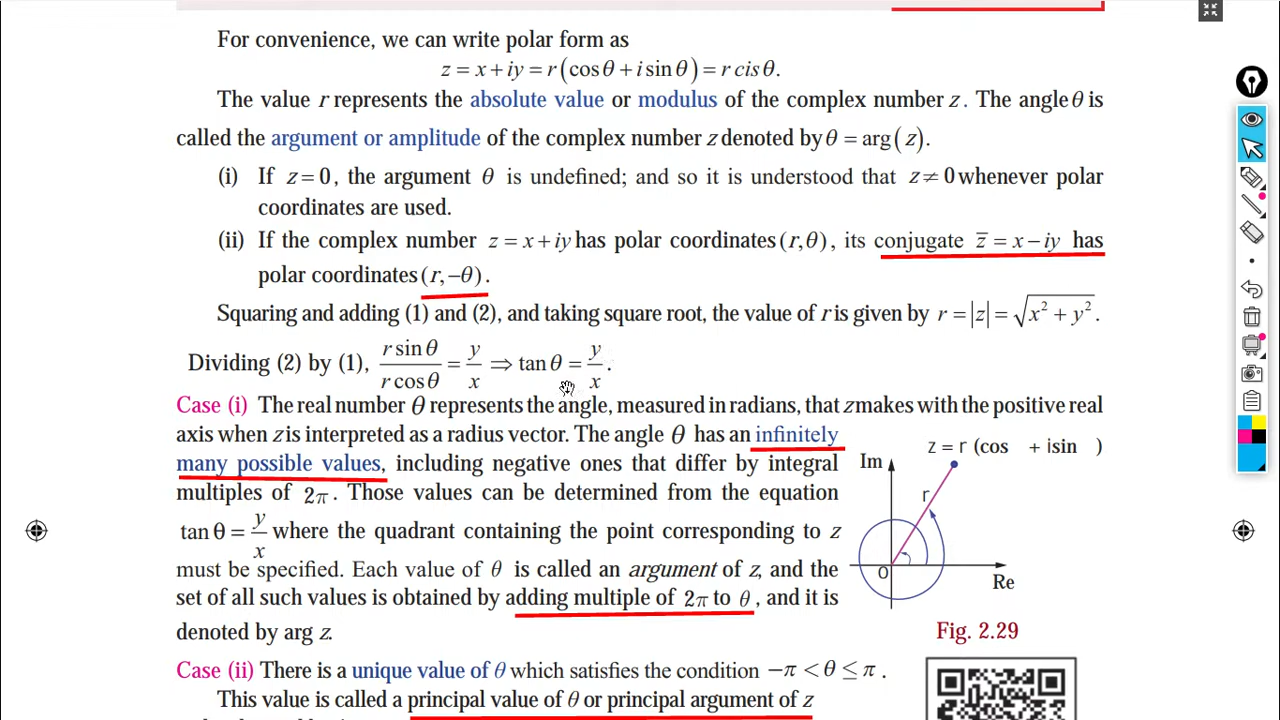 For convenience, we can write polar form as
z = x + iy = r(cosθ + i sinθ) = r cisθ.
The value r represents the absolute value or modulus of the complex number z. The angle θ is
called the argument or amplitude of the complex number z denoted by θ = arg(z).
(i) If z = 0, the argument θ is undefined; and so it is understood that z ≠ 0 whenever polar
coordinates are used.
(ii) If the complex number z = x + iy has polar coordinates (r,θ), its conjugate z̅ = x − iy has
polar coordinates (r,−θ).
Squaring and adding (1) and (2), and taking square root, the value of r is given by r = |z| = √(x² + y²).
Dividing (2) by (1), r sinθ / r cosθ = y/x ⇒ tanθ = y/x.
Case (i) The real number θ represents the angle, measured in radians, that z makes with the positive real
axis when z is interpreted as a radius vector. The angle θ has an infinitely
many possible values, including negative ones that differ by integral
multiples of 2π. Those values can be determined from the equation
tanθ = y/x where the quadrant containing the point corresponding to z
must be specified. Each value of θ is called an argument of z, and the
set of all such values is obtained by adding multiple of 2π to θ, and it is
denoted by arg z.
z = r (cos + isin )
Im
r
O
Re
Fig. 2.29
Case (ii) There is a unique value of θ which satisfies the condition −π < θ ≤ π.
This value is called a principal value of θ or principal argument of z